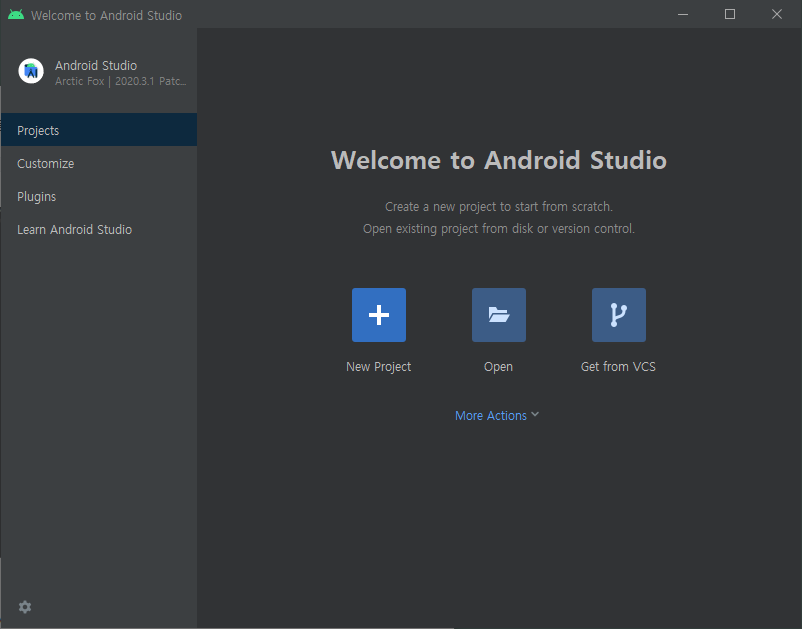 Welcome to Android Studio
Android Studio
Arctic Fox | 2020.3.1 Patc...
Projects
Customize
Plugins
Learn Android Studio
Welcome to Android Studio
Create a new project to start from scratch.
Open existing project from disk or version control.
New Project
Open
Get from VCS
More Actions